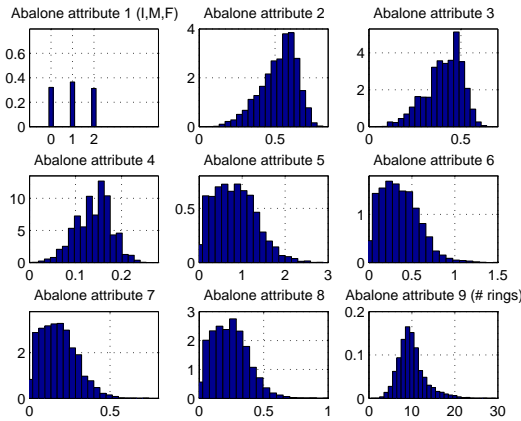 Abalone attribute 1 (I,M,F)
0.8
0.6
0.4
0.2
0
0 1 2
Abalone attribute 2
4
2
0
0.5
Abalone attribute 3
4
2
0
0.5
Abalone attribute 4
10
5
0
0 0.1 0.2
Abalone attribute 5
0.5
0
0 1 2 3
Abalone attribute 6
1
0
0 0.5 1 1.5
Abalone attribute 7
2
0
0 0.5
Abalone attribute 8
3
2
1
0
0 0.5 1
Abalone attribute 9 (# rings)
0.2
0.1
0
0 10 20 30